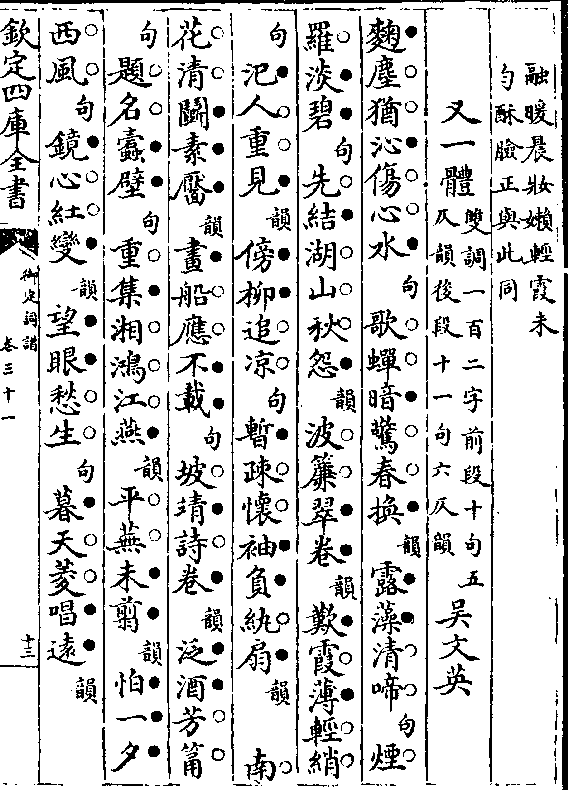 融暖晨妝嬾輕霞未
勻酥臉正與此同
又一體雙調一百二字前段十句五
仄韻後段十一句六仄韻吳文英
麴塵猶沁傷心水句歌蟬暗驚春換韻露藻清啼句煙
羅淡碧句先結湖山秋怨韻波簾翠卷韻歎霞薄輕綃
句汜人重見韻傍柳追凉句暫疎懷袖負紈扇韻南
花清鬬素靨韻畫船應不載句坡靖詩卷韻泛酒芳筩
句題名蠹壁句重集湘鴻江燕韻平蕪未翦韻怕一夕
西風句鏡心紅變韻望眼愁生句暮天菱唱遠韻
欽定四庫全書
御定詞譜
卷三十一
十三